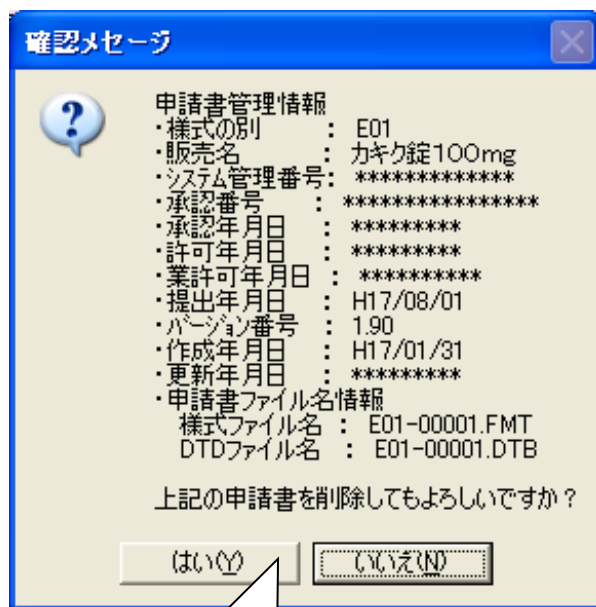 確認メセージ
申請書管理情報
・様式の別 : E01
・販売名 : カキク錠100mg
・システム管理番号: *************
・承認番号 : ****************
・承認年月日 : *********
・許可年月日 : *********
・業許可年月日 : **********
・提出年月日 : H17/08/01
・バージョン番号 : 1.90
・作成年月日 : H17/01/31
・更新年月日 : *********
・申請書ファイル名情報
様式ファイル名 : E01-00001.FMT
DTDファイル名 : E01-00001.DTB
上記の申請書を削除してもよろしいですか？
はい(Y) いいえ(N)